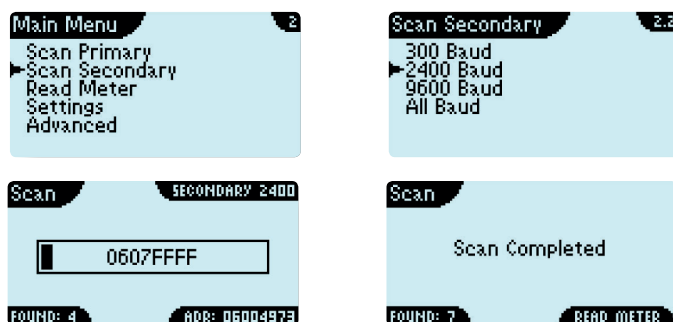 Main Menu 2
Scan Primary
Scan Secondary
Read Meter
Settings
Advanced
Scan Secondary 2.2
300 Baud
2400 Baud
9600 Baud
All Baud
Scan SECONDARY 2400
0607FFFF
FOUND: 4 ADR: 06004973
Scan
Scan Completed
FOUND: 7 READ METER